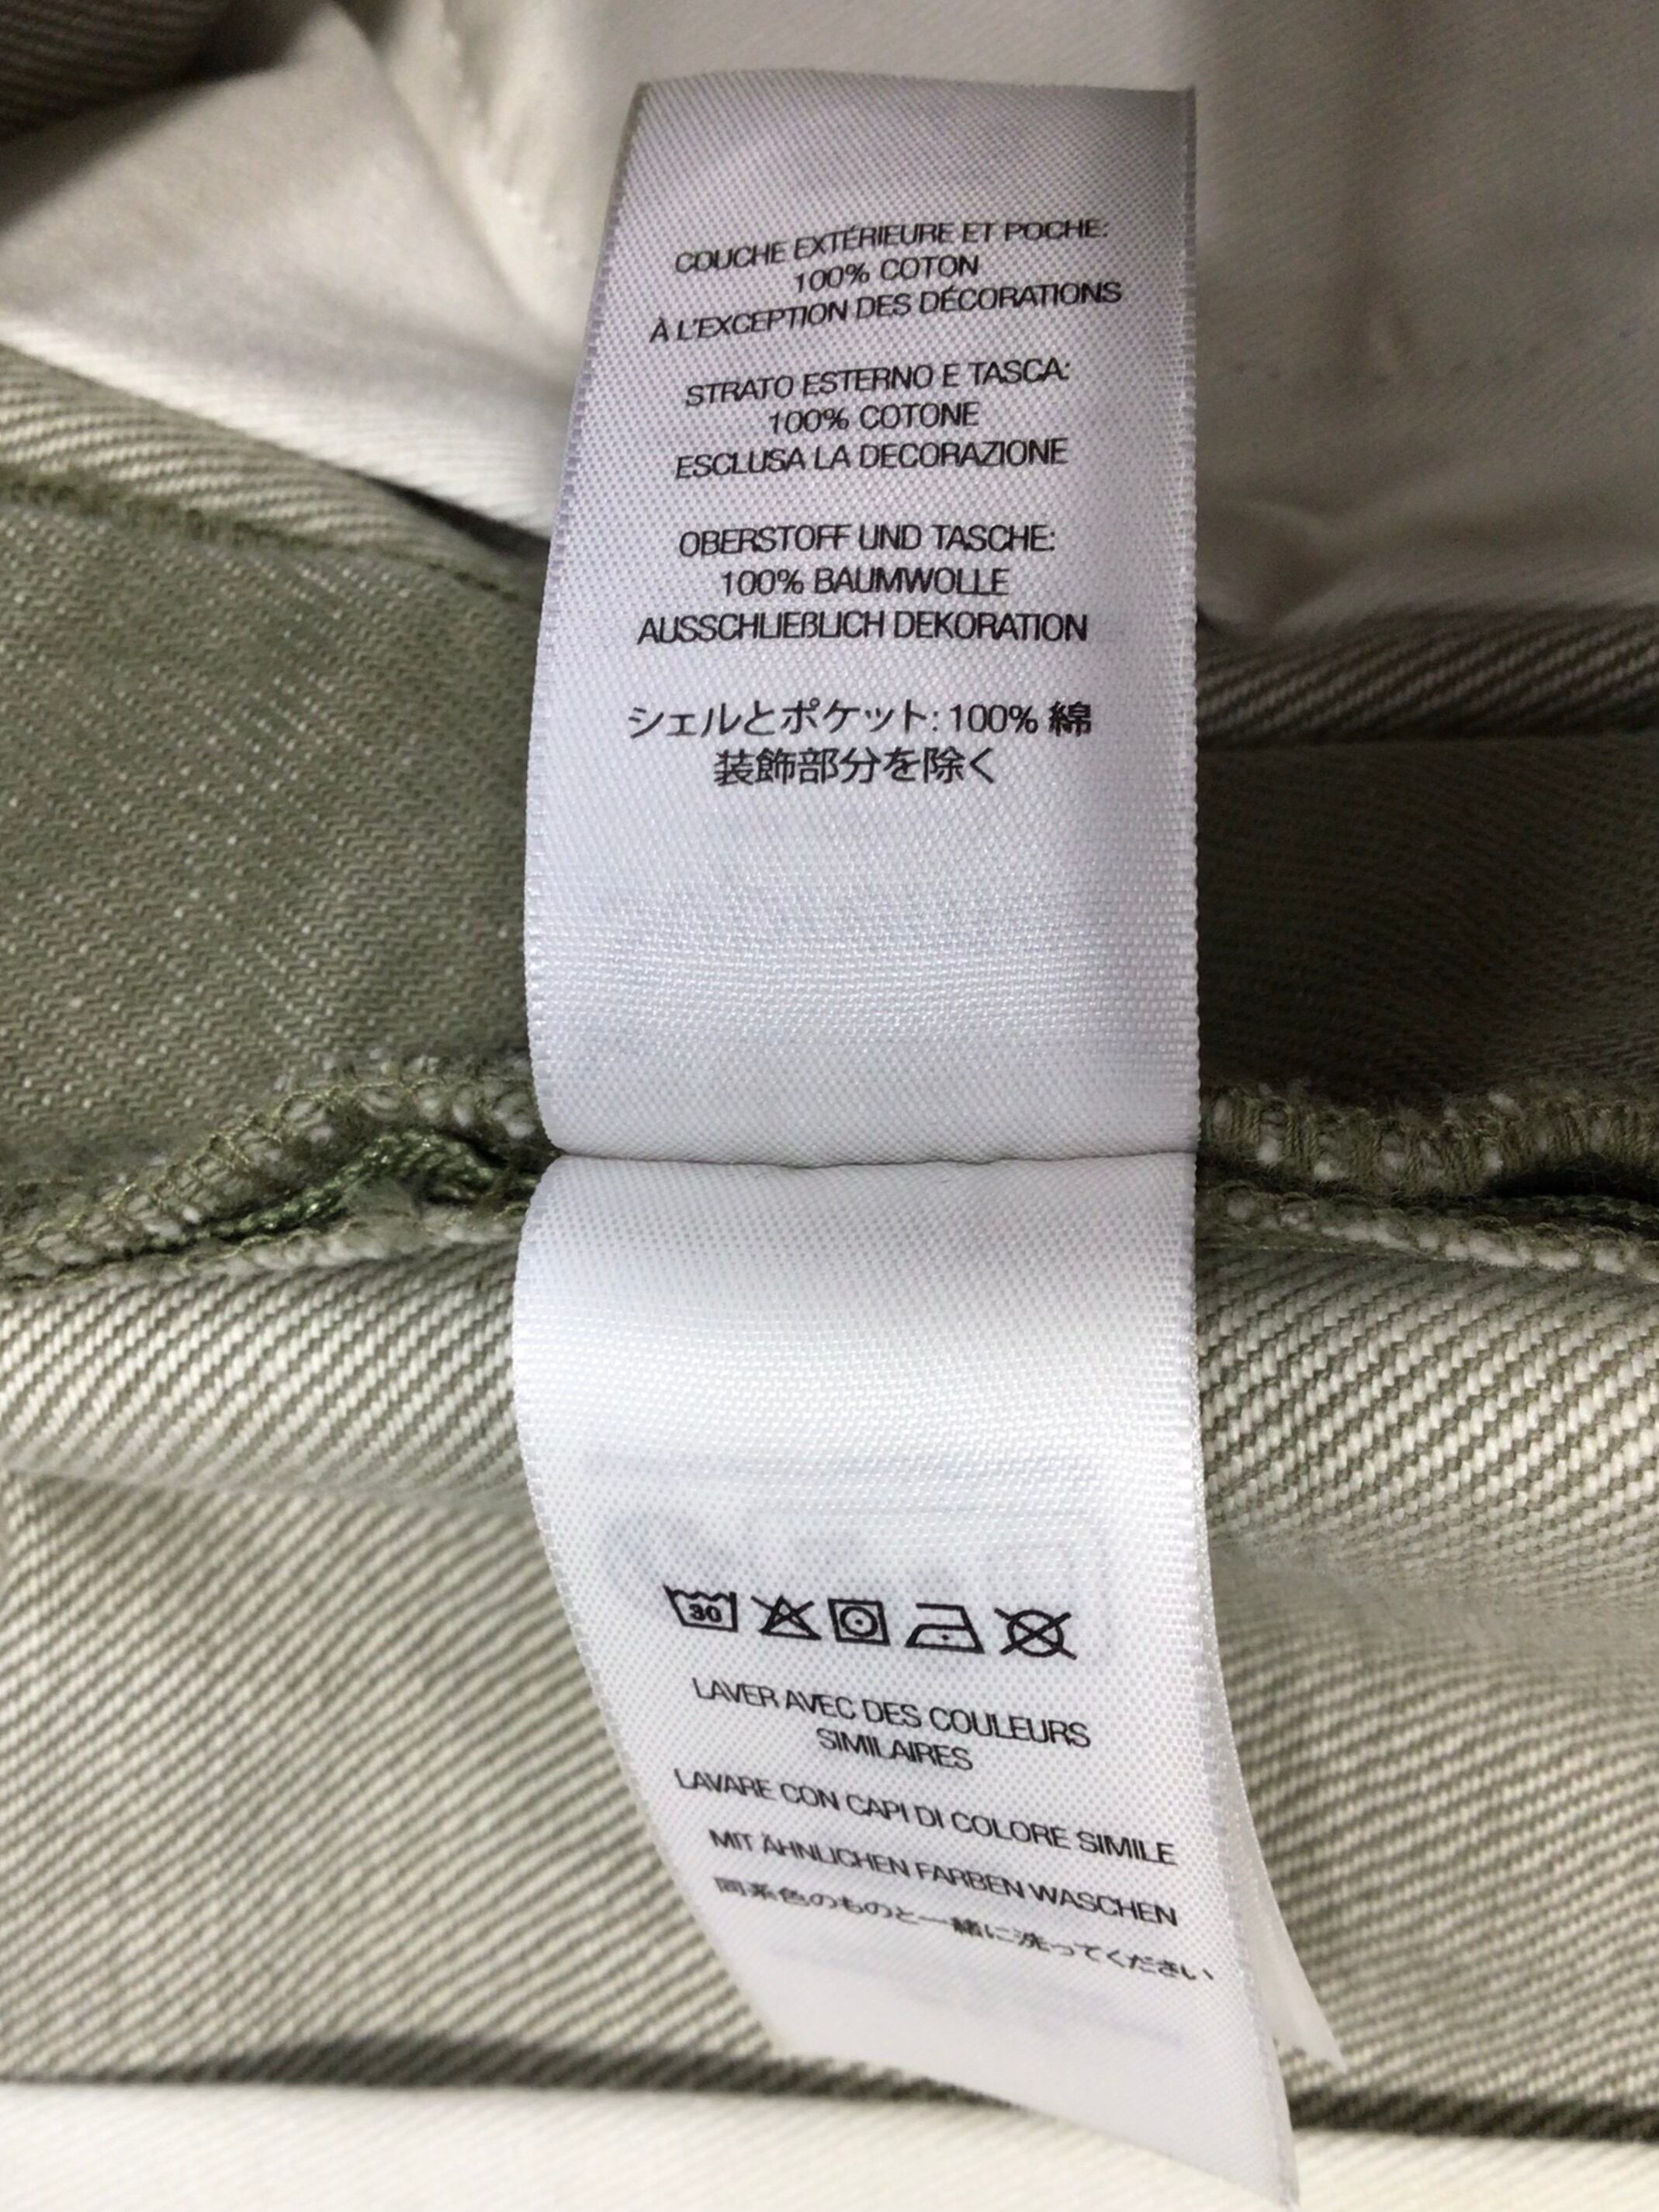 COUCHE EXTÉRIEURE ET POCHE:
100% COTON
À L'EXCEPTION DES DÉCORATIONS
STRATO ESTERNO E TASCA:
100% COTONE
ESCLUSA LA DECORAZIONE
OBERSTOFF UND TASCHE:
100% BAUMWOLLE
AUSSCHLIEßLICH DEKORATION
シェルとポケット: 100% 綿
装飾部分を除く
30
LAVER AVEC DES COULEURS
SIMILAIRES
LAVARE CON CAPI DI COLORE SIMILE
MIT ÄHNLICHEN FARBEN WASCHEN
同系色のものと一緒に洗ってください